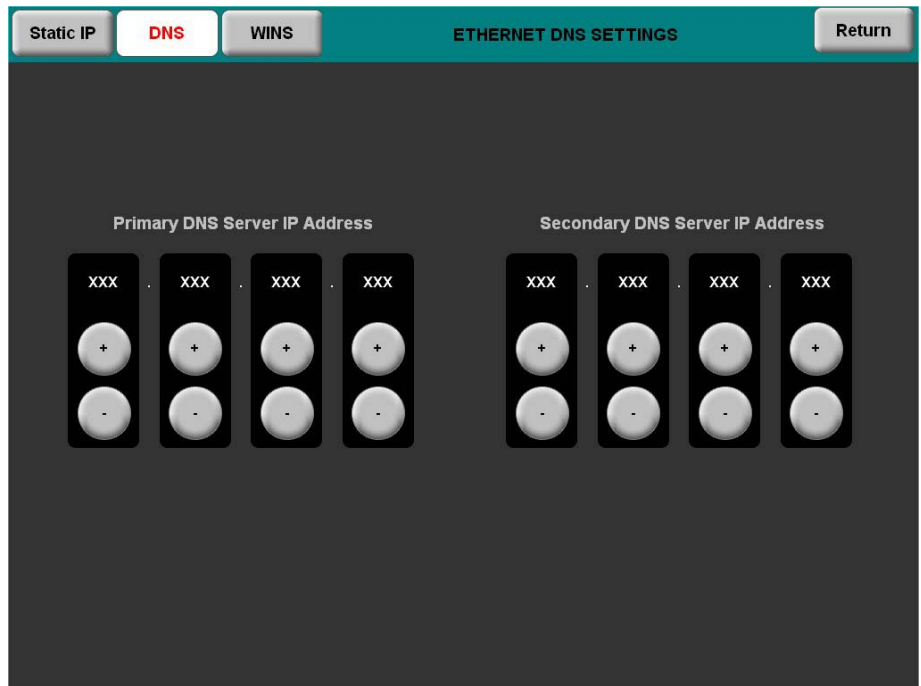 Static IP DNS WINS ETHERNET DNS SETTINGS Return
Primary DNS Server IP Address Secondary DNS Server IP Address
XXX . XXX . XXX . XXX XXX . XXX . XXX . XXX
+ + + + + + + +
- - - - - - - -